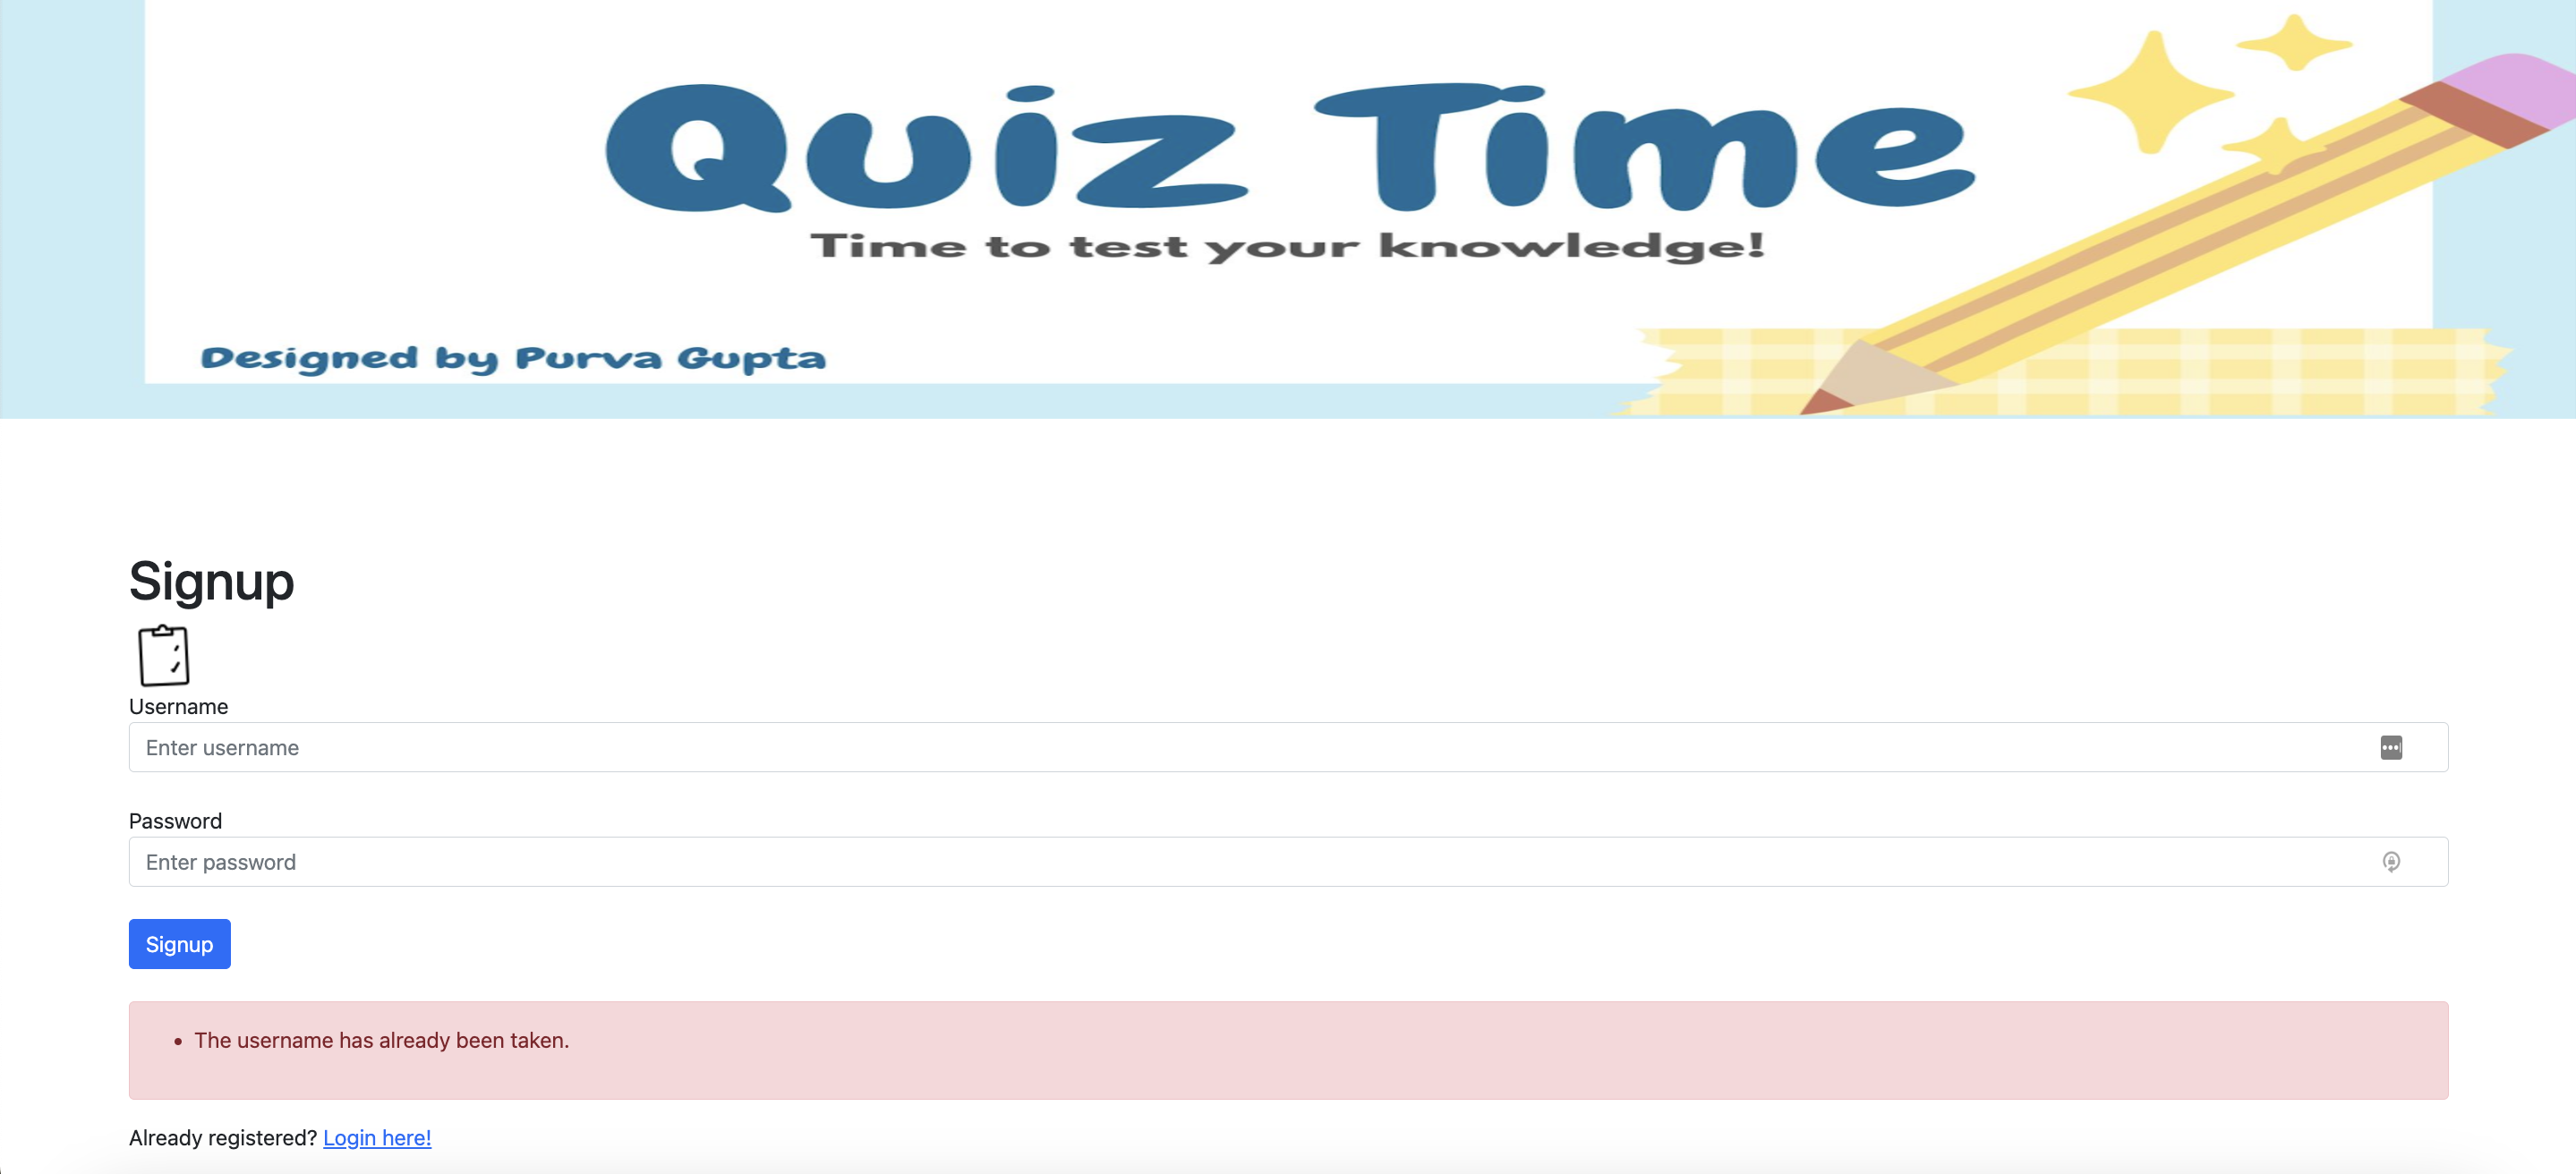 Quiz Time
Time to test your knowledge!
Designed by Purva Gupta
Signup
Username
Enter username
Password
Enter password
Signup
The username has already been taken.
Already registered? Login here!